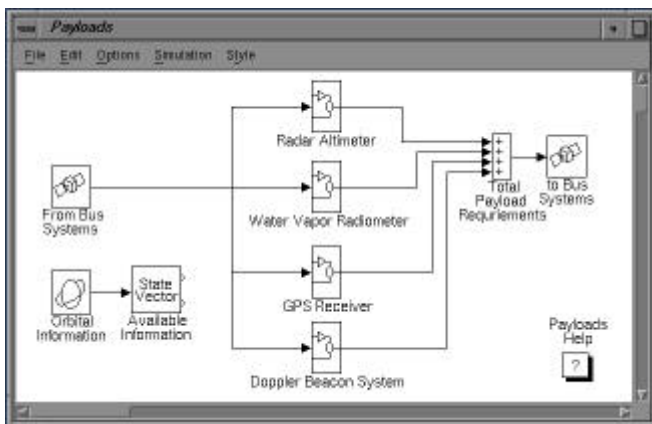 Payloads
File Edit Options Simulation Style
Radar Altimeter
From Bus
Systems
Water Vapor Radiometer
+
+
+
+
Total
Payload
Requriements
to Bus
Systems
Orbital
Information
State
Vector
Available
Information
GPS Receiver
Doppler Beacon System
Payloads
Help
?